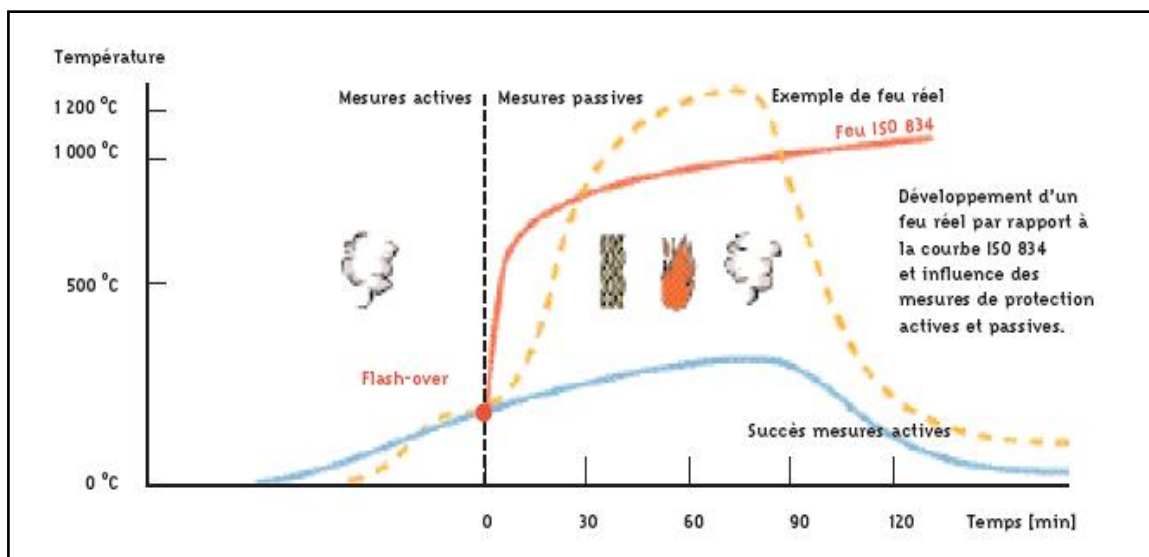 Température
1 200 °C
1 000 °C
500 °C
0 °C
Mesures actives
Mesures passives
Exemple de feu réel
Feu ISO 834
Développement d'un
feu réel par rapport à
la courbe ISO 834
et influence des
mesures de protection
actives et passives.
Flash-over
Succès mesures actives
0 30 60 90 120 Temps [min]